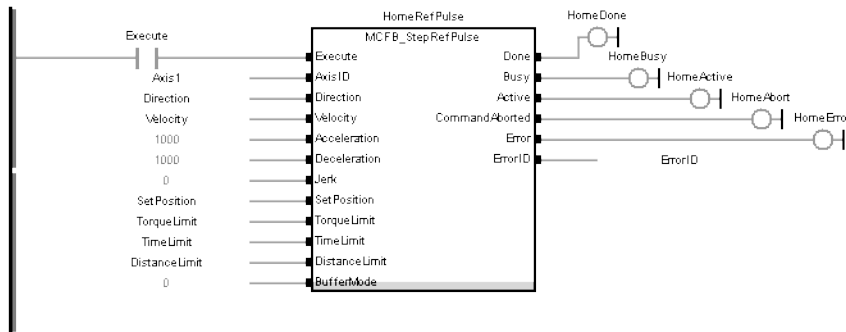 HomeRefPulse
HomeDone
Execute
MCFB_StepRefPulse
Execute Done
HomeBusy
Axis1 AxisID Busy
HomeActive
Direction Direction Active
HomeAbort
Velocity Velocity CommandAborted
HomeErro
1000 Acceleration Error
1000 Deceleration ErrorID ErrorID
0 Jerk
SetPosition SetPosition
TorqueLimit TorqueLimit
TimeLimit TimeLimit
DistanceLimit DistanceLimit
0 BufferMode